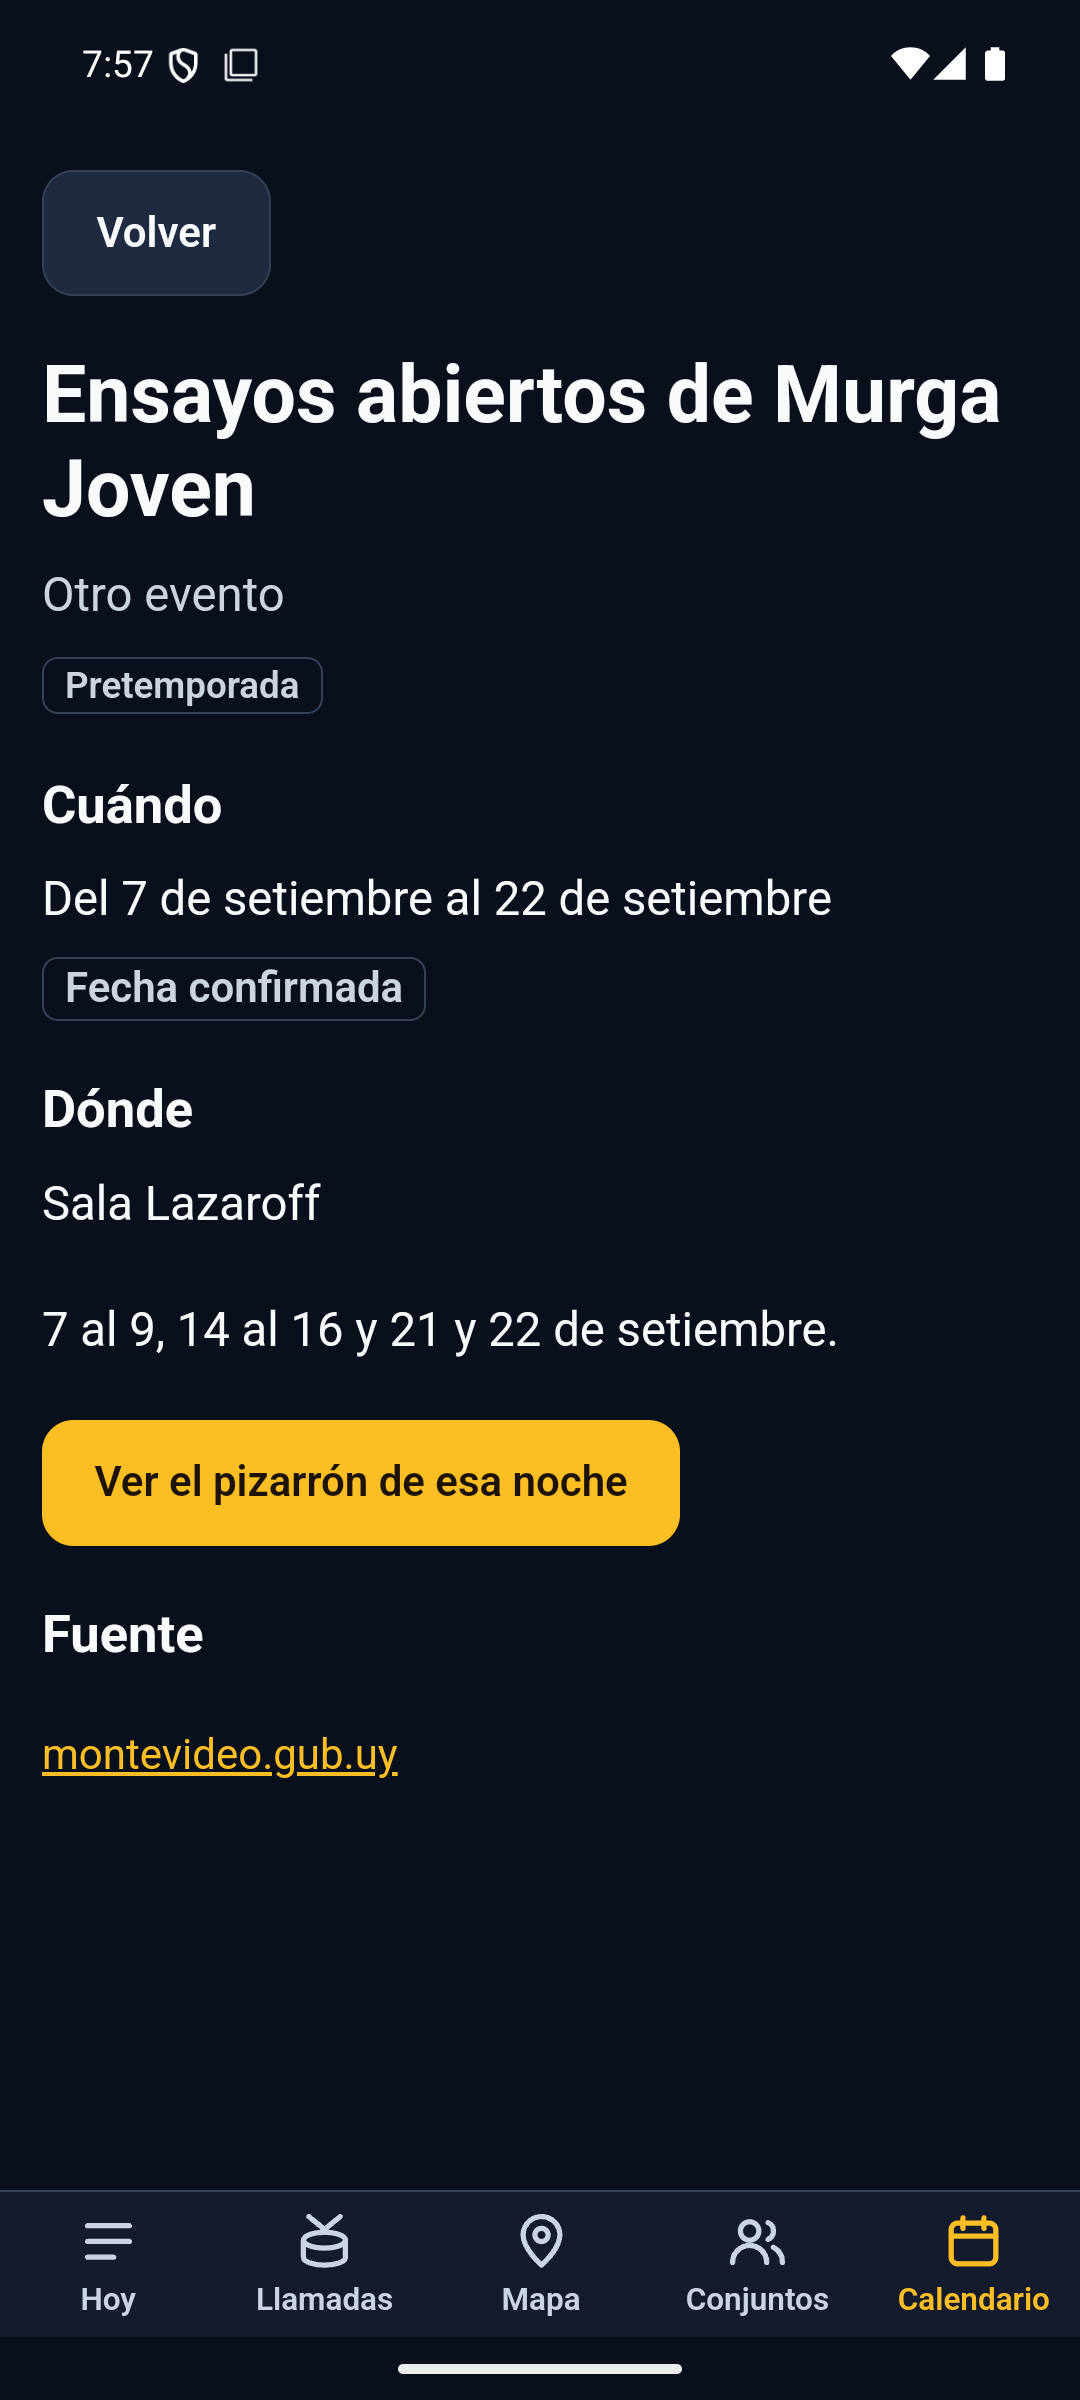 7:57
Volver
Ensayos abiertos de Murga
Joven
Otro evento
Pretemporada
Cuándo
Del 7 de setiembre al 22 de setiembre
Fecha confirmada
Dónde
Sala Lazaroff
7 al 9, 14 al 16 y 21 y 22 de setiembre.
Ver el pizarrón de esa noche
Fuente
montevideo.gub.uy
Hoy
Llamadas
Mapa
Conjuntos
Calendario